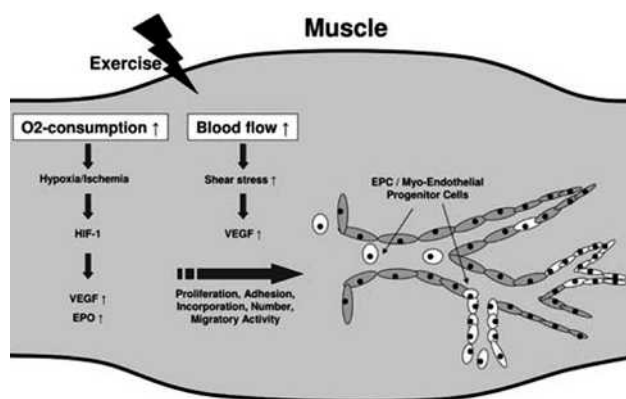 Muscle
Exercise
O2-consumption ↑
Blood flow ↑
Hypoxia/Ischemia
Shear stress ↑
EPC / Myo-Endothelial
Progenitor Cells
HIF-1
VEGF ↑
VEGF ↑
EPO ↑
Proliferation, Adhesion,
Incorporation, Number,
Migratory Activity